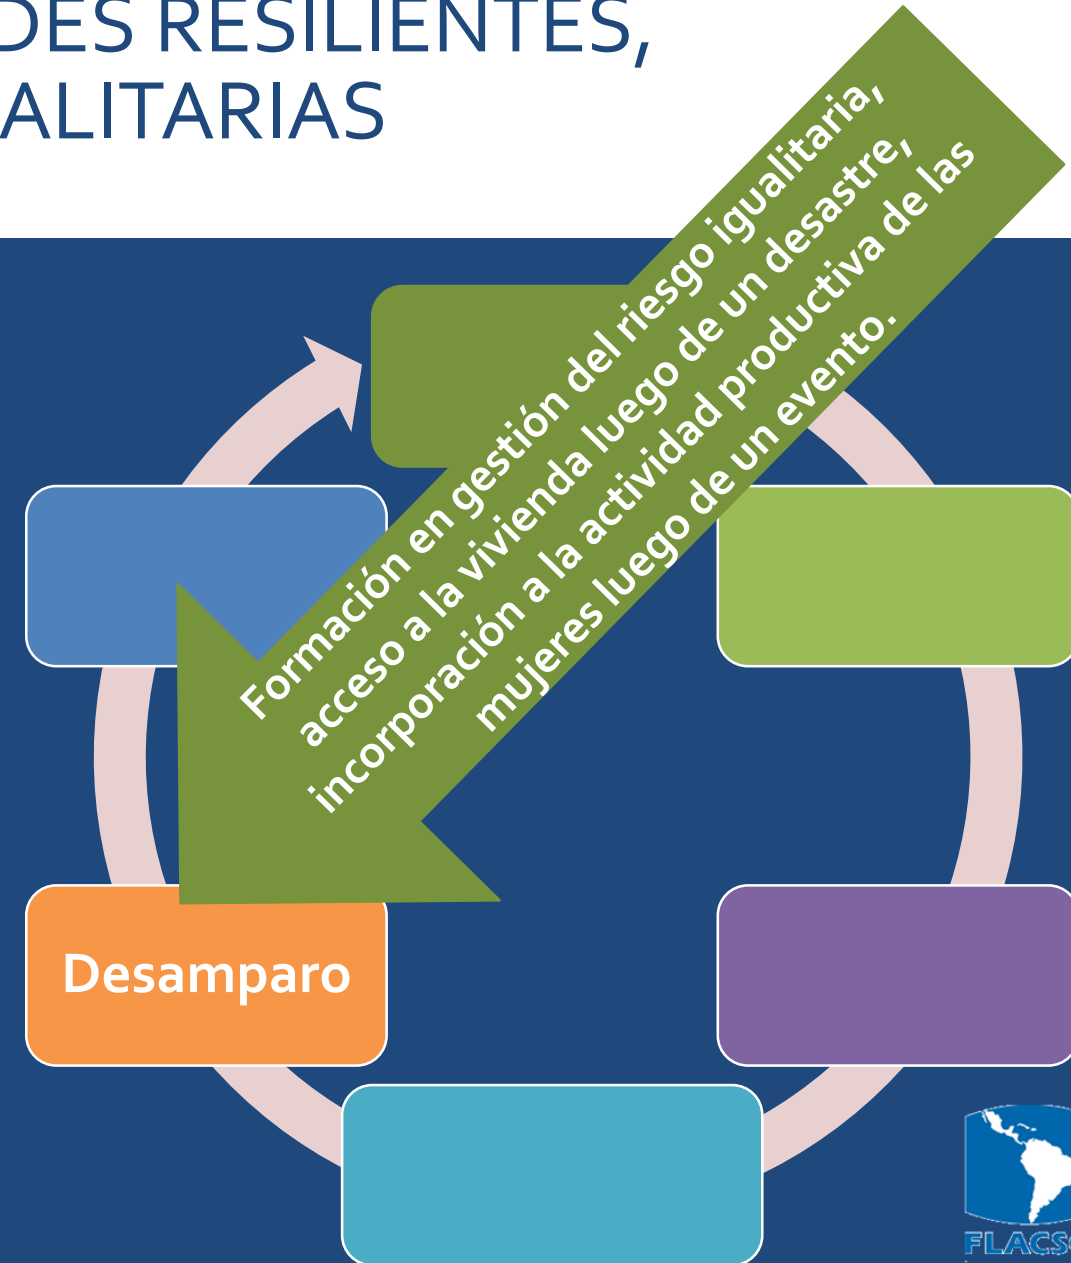 DES RESILIENTES,
ALITARIAS
Formación en gestión del riesgo igualitaria,
acceso a la vivienda luego de un desastre,
incorporación a la actividad productiva de las
mujeres luego de un evento.
Desamparo
FLACS